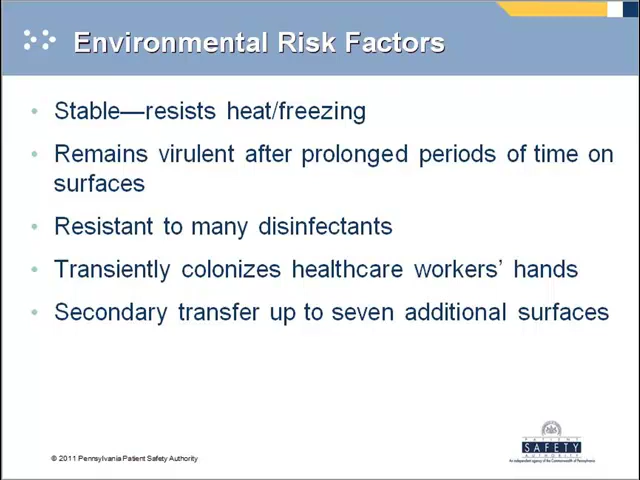 Environmental Risk Factors
• Stable—resists heat/freezing
• Remains virulent after prolonged periods of time on
surfaces
• Resistant to many disinfectants
• Transiently colonizes healthcare workers’ hands
• Secondary transfer up to seven additional surfaces
PATIENT
SAFETY
AUTHORITY
An independent agency of the Commonwealth of Pennsylvania
© 2011 Pennsylvania Patient Safety Authority